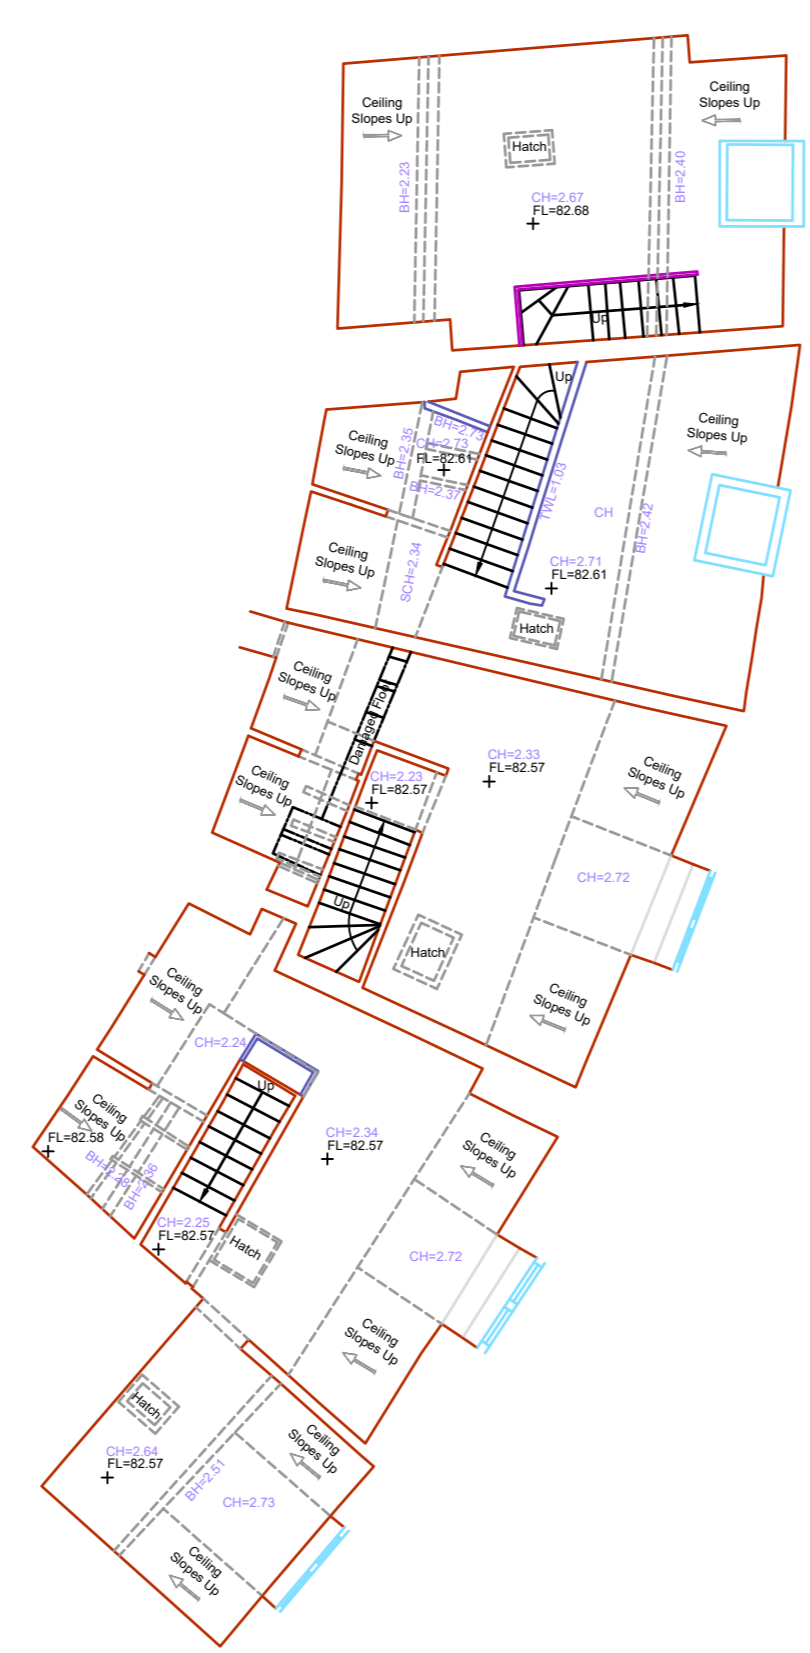 Ceiling
Slopes Up
Ceiling
Slopes Up
Hatch
BH=2.23
BH=2.40
CH=2.67
FL=82.68
Up
Up
Ceiling
Slopes Up
Ceiling
Slopes Up
BH=2.35
BH=2.73
CH=2.73
FL=82.61
BH=2.37
TWL=1.03
CH
BH=2.42
Ceiling
Slopes Up
SCH=2.34
CH=2.71
FL=82.61
Hatch
Ceiling
Slopes Up
Damaged Floor
CH=2.33
FL=82.57
Ceiling
Slopes Up
Ceiling
Slopes Up
CH=2.23
FL=82.57
CH=2.72
Up
Hatch
Ceiling
Slopes Up
Ceiling
Slopes Up
CH=2.24
Up
Ceiling
Slopes Up
FL=82.58
CH=2.34
FL=82.57
Ceiling
Slopes Up
BH=2.36
CH=2.25
FL=82.57
Hatch
CH=2.72
Ceiling
Slopes Up
Hatch
CH=2.64
FL=82.57
Ceiling
Slopes Up
BH=2.51
CH=2.73
Ceiling
Slopes Up